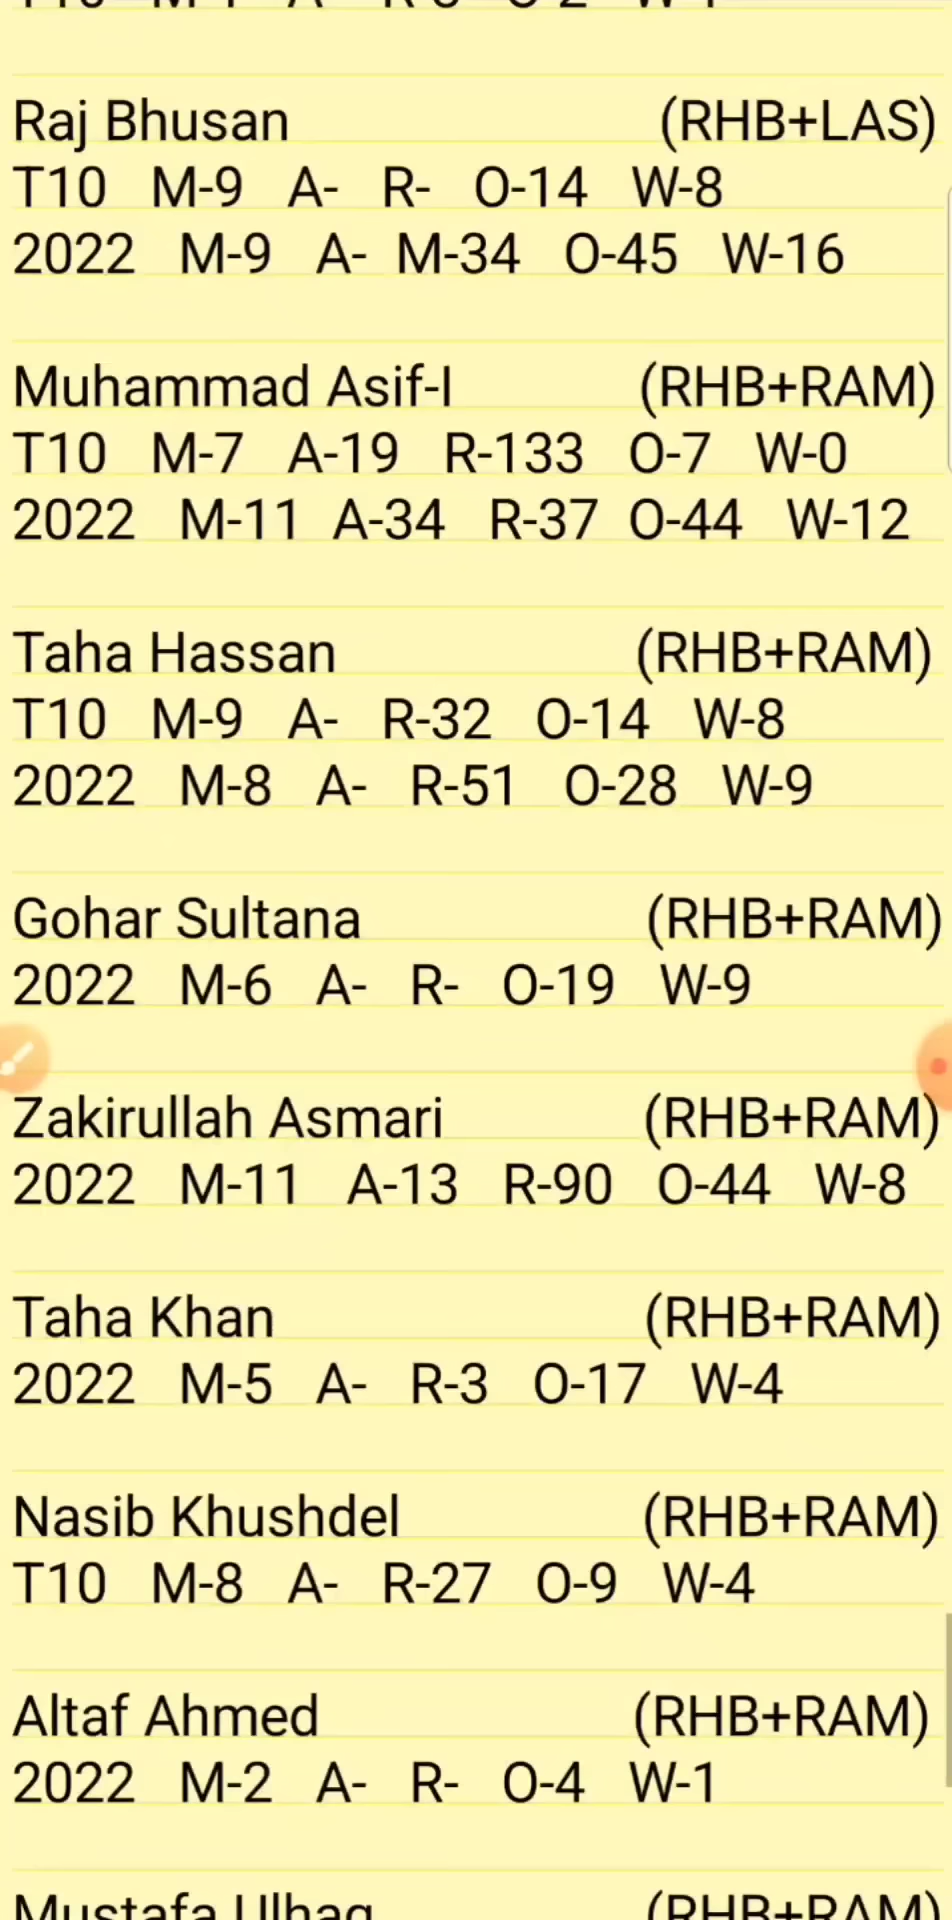 Raj Bhusan (RHB+LAS)
T10 M-9 A- R- O-14 W-8
2022 M-9 A- M-34 O-45 W-16
Muhammad Asif-I (RHB+RAM)
T10 M-7 A-19 R-133 O-7 W-0
2022 M-11 A-34 R-37 O-44 W-12
Taha Hassan (RHB+RAM)
T10 M-9 A- R-32 O-14 W-8
2022 M-8 A- R-51 O-28 W-9
Gohar Sultana (RHB+RAM)
2022 M-6 A- R- O-19 W-9
Zakirullah Asmari (RHB+RAM)
2022 M-11 A-13 R-90 O-44 W-8
Taha Khan (RHB+RAM)
2022 M-5 A- R-3 O-17 W-4
Nasib Khushdel (RHB+RAM)
T10 M-8 A- R-27 O-9 W-4
Altaf Ahmed (RHB+RAM)
2022 M-2 A- R- O-4 W-1
Mustafa Ulhaq (RHB+RAM)